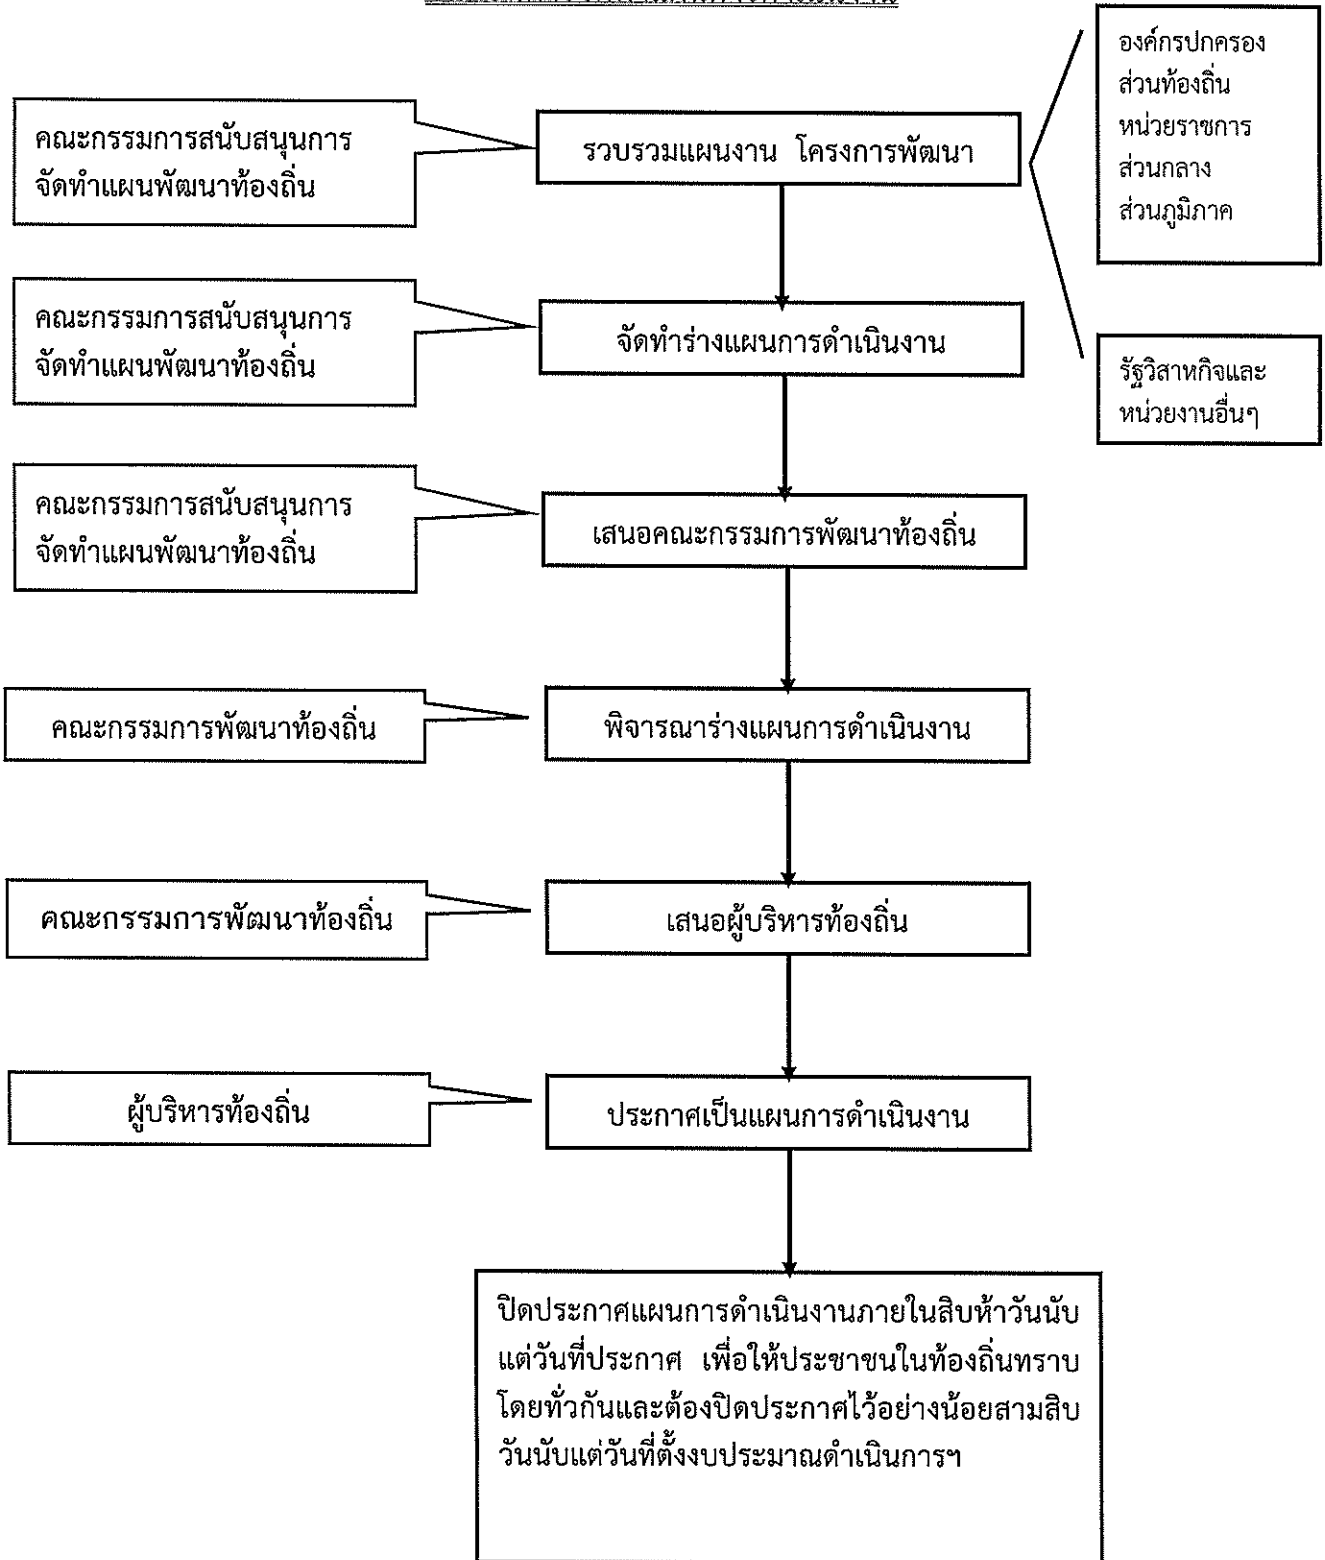 องค์กรปกครอง
ส่วนท้องถิ่น
หน่วยราชการ
ส่วนกลาง
ส่วนภูมิภาค
คณะกรรมการสนับสนุนการ
จัดทำแผนพัฒนาท้องถิ่น
รวบรวมแผนงาน โครงการพัฒนา
คณะกรรมการสนับสนุนการ
จัดทำแผนพัฒนาท้องถิ่น
จัดทำร่างแผนการดำเนินงาน
รัฐวิสาหกิจและ
หน่วยงานอื่นๆ
คณะกรรมการสนับสนุนการ
จัดทำแผนพัฒนาท้องถิ่น
เสนอคณะกรรมการพัฒนาท้องถิ่น
คณะกรรมการพัฒนาท้องถิ่น
พิจารณาร่างแผนการดำเนินงาน
คณะกรรมการพัฒนาท้องถิ่น
เสนอผู้บริหารท้องถิ่น
ผู้บริหารท้องถิ่น
ประกาศเป็นแผนการดำเนินงาน
ปิดประกาศแผนการดำเนินงานภายในสิบห้าวันนับ
แต่วันที่ประกาศ เพื่อให้ประชาชนในท้องถิ่นทราบ
โดยทั่วกันและต้องปิดประกาศไว้อย่างน้อยสามสิบ
วันนับแต่วันที่ตั้งงบประมาณดำเนินการฯ